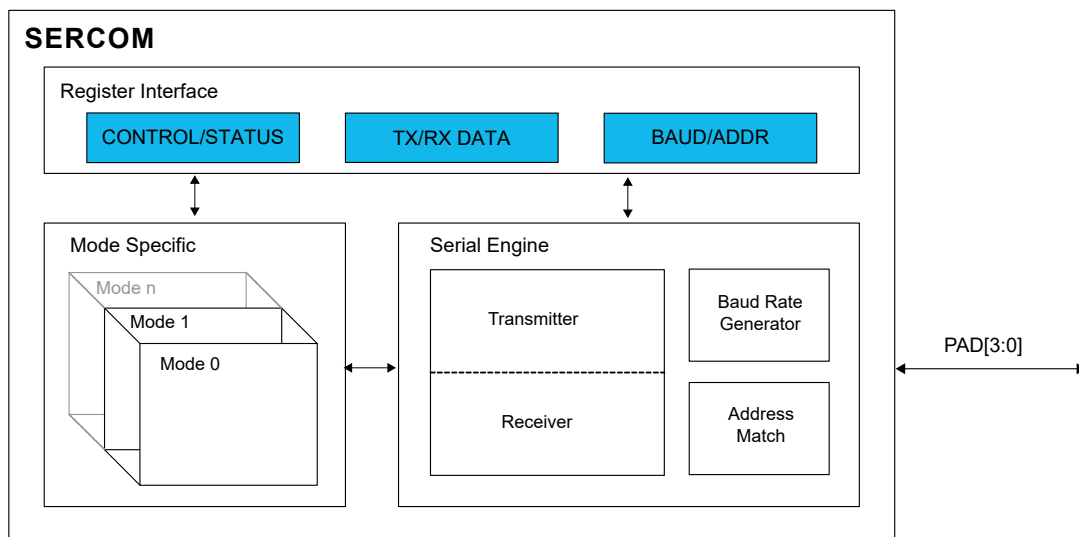 SERCOM
Register Interface
CONTROL/STATUS
TX/RX DATA
BAUD/ADDR
Mode Specific
Mode n
Mode 1
Mode 0
Serial Engine
Transmitter
Receiver
Baud Rate
Generator
Address
Match
PAD[3:0]